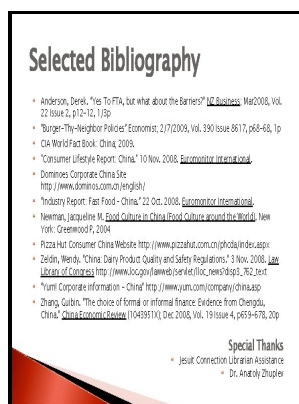 Selected Bibliography
Anderson, Derek. "Yes To FTA, but what about the Barriers?" NZ Business; Mar2008, Vol.
22 Issue 2, p12-12, 1/3p
"Burger-Thy-Neighbor Policies" Economist; 2/7/2009, Vol. 390 Issue 8617, p68-68, 1p
CIA World Fact Book: China; 2009.
"Consumer Lifestyle Report: China." 10 Nov. 2008. Euromonitor International.
Dominoes Corporate China Site
http://www.dominos.com.cn/english/
"Industry Report: Fast Food - China." 22 Oct. 2008. Euromonitor International.
Newman, Jacqueline M. Food Culture in China (Food Culture around the World). New
York: Greenwood P, 2004
Pizza Hut Consumer China Website http://www.pizzahut.com.cn/phcda/index.aspx
Zeldin, Wendy. "China: Dairy Product Quality and Safety Regulations." 3 Nov. 2008. Law
Library of Congress http://www.loc.gov/lawweb/servlet/lloc_news?disp3_762_text
"Yum! Corporate information – China" http://www.yum.com/company/china.asp
Zhang, Guibin. "The choice of formal or informal finance: Evidence from Chengdu,
China." China Economic Review (1043951X); Dec 2008, Vol. 19 Issue 4, p659-678, 20p
Special Thanks
Jesuit Connection Librarian Assistance
Dr. Anatoly Zhuplev